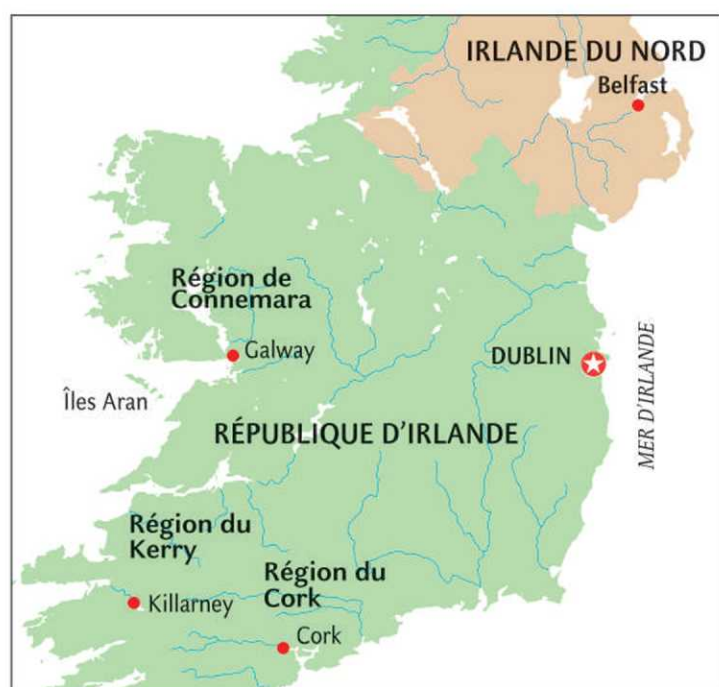 IRLANDE DU NORD
Belfast
Région de
Connemara
Galway
DUBLIN
Îles Aran
MER D'IRLANDE
RÉPUBLIQUE D'IRLANDE
Région du
Kerry
Région du
Cork
Killarney
Cork